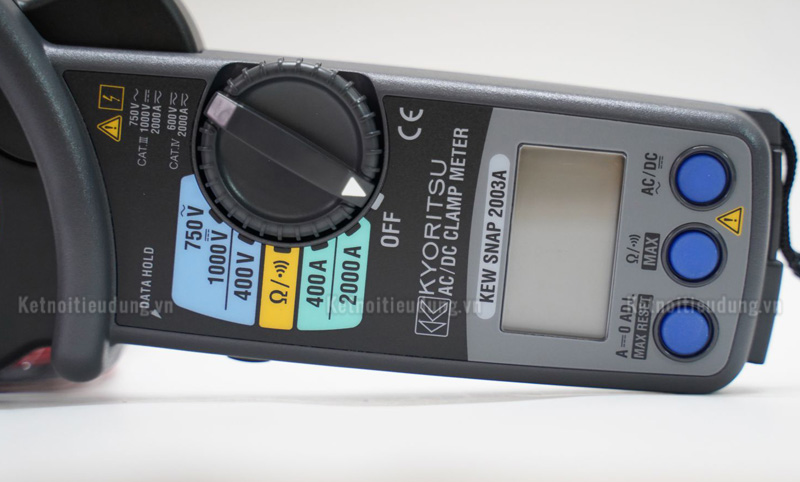 750V~
1000V⎓
2000A≂
CAT.III
600V≂
2000A≂
CAT.IV
DATA HOLD
750V~
1000V⎓
400V
Ω/•))
400A
2000A
OFF
CE
KYORITSU
AC/DC CLAMP METER
KEW SNAP 2003A
AC/DC
Ω/•))
MAX
A⎓0 ADJ.
MAX RESET
Ketnoitieudung.vn
Ketnoitieudung.vn
Ketnoitieudung.vn